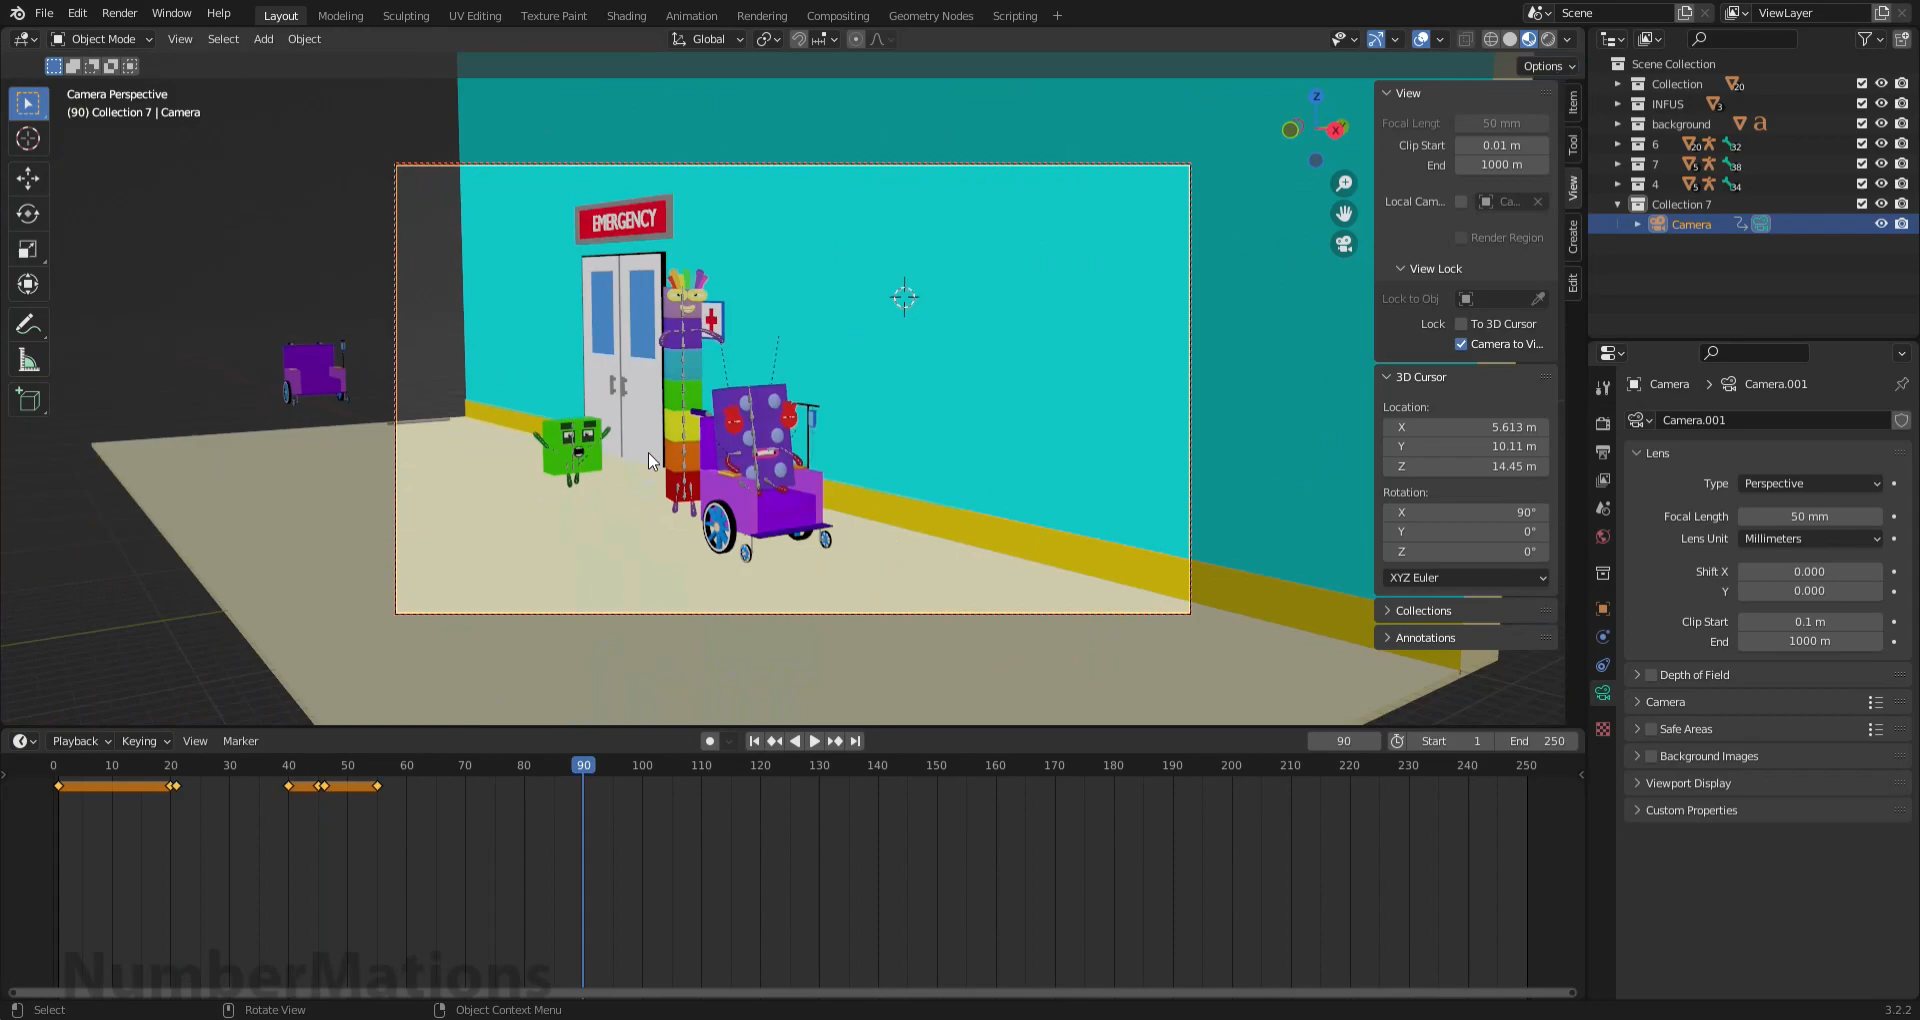 File Edit Render Window Help Layout Modeling Sculpting UV Editing Texture Paint Shading Animation Rendering Compositing Geometry Nodes Scripting + Scene ViewLayer
Object Mode View Select Add Object Global
Options
Camera Perspective
(90) Collection 7 | Camera
EMERGENCY
View
Focal Lengt 50 mm
Clip Start 0.01 m
End 1000 m
Local Cam... Ca...
Render Region
View Lock
Lock to Obj
Lock To 3D Cursor
Camera to Vi...
3D Cursor
Location:
X 5.613 m
Y 10.11 m
Z 14.45 m
Rotation:
X 90°
Y 0°
Z 0°
XYZ Euler
Collections
Annotations
Item
Tool
View
Create
Edit
Z
X
Scene Collection
Collection 20
INFUS 3
background a
6 20 32
7 5 38
4 5 34
Collection 7
Camera
Camera > Camera.001
Camera.001
Lens
Type Perspective
Focal Length 50 mm
Lens Unit Millimeters
Shift X 0.000
Y 0.000
Clip Start 0.1 m
End 1000 m
Depth of Field
Camera
Safe Areas
Background Images
Viewport Display
Custom Properties
Playback Keying View Marker 90 Start 1 End 250
0 10 20 30 40 50 60 70 80 90 100 110 120 130 140 150 160 170 180 190 200 210 220 230 240 250
NumberMations
Select Rotate View Object Context Menu 3.2.2